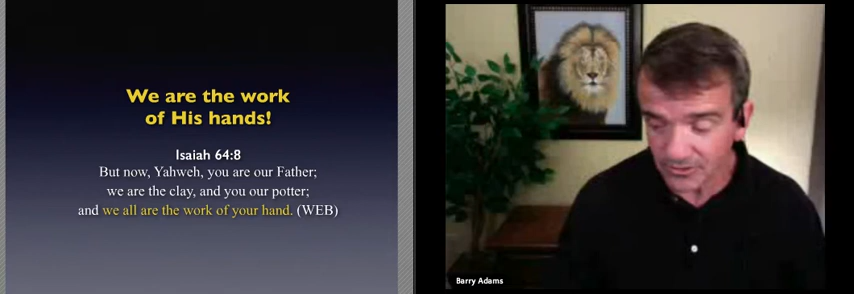 We are the work
of His hands!
Isaiah 64:8
But now, Yahweh, you are our Father;
we are the clay, and you our potter;
and we all are the work of your hand. (WEB)
Barry Adams